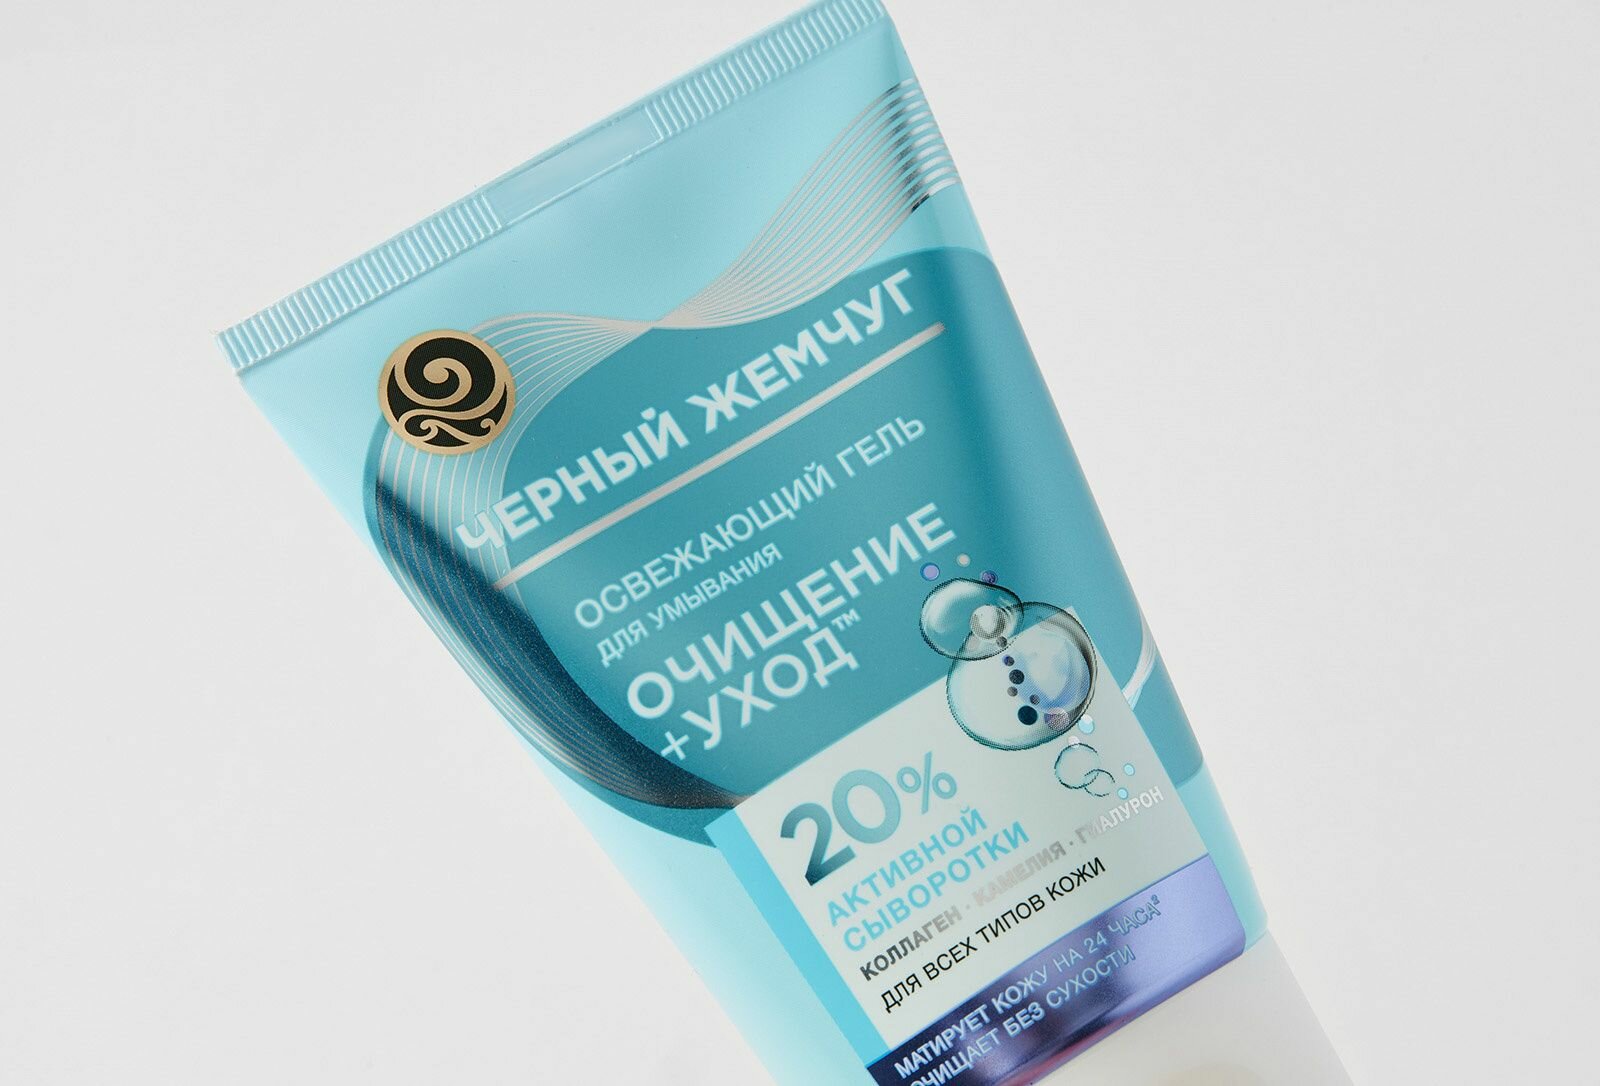 ЧЕРНЫЙ ЖЕМЧУГ
ОСВЕЖАЮЩИЙ ГЕЛЬ
ДЛЯ УМЫВАНИЯ
ОЧИЩЕНИЕ
+УХОД™
20%
АКТИВНОЙ
СЫВОРОТКИ
КОЛЛАГЕН · КАМЕЛИЯ · ГИАЛУРОН
ДЛЯ ВСЕХ ТИПОВ КОЖИ
МАТИРУЕТ КОЖУ НА 24 ЧАСА²
ОЧИЩАЕТ БЕЗ СУХОСТИ